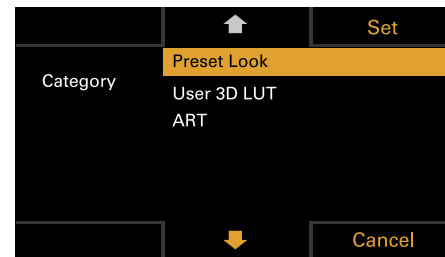 Set
Category
Preset Look
User 3D LUT
ART
Cancel